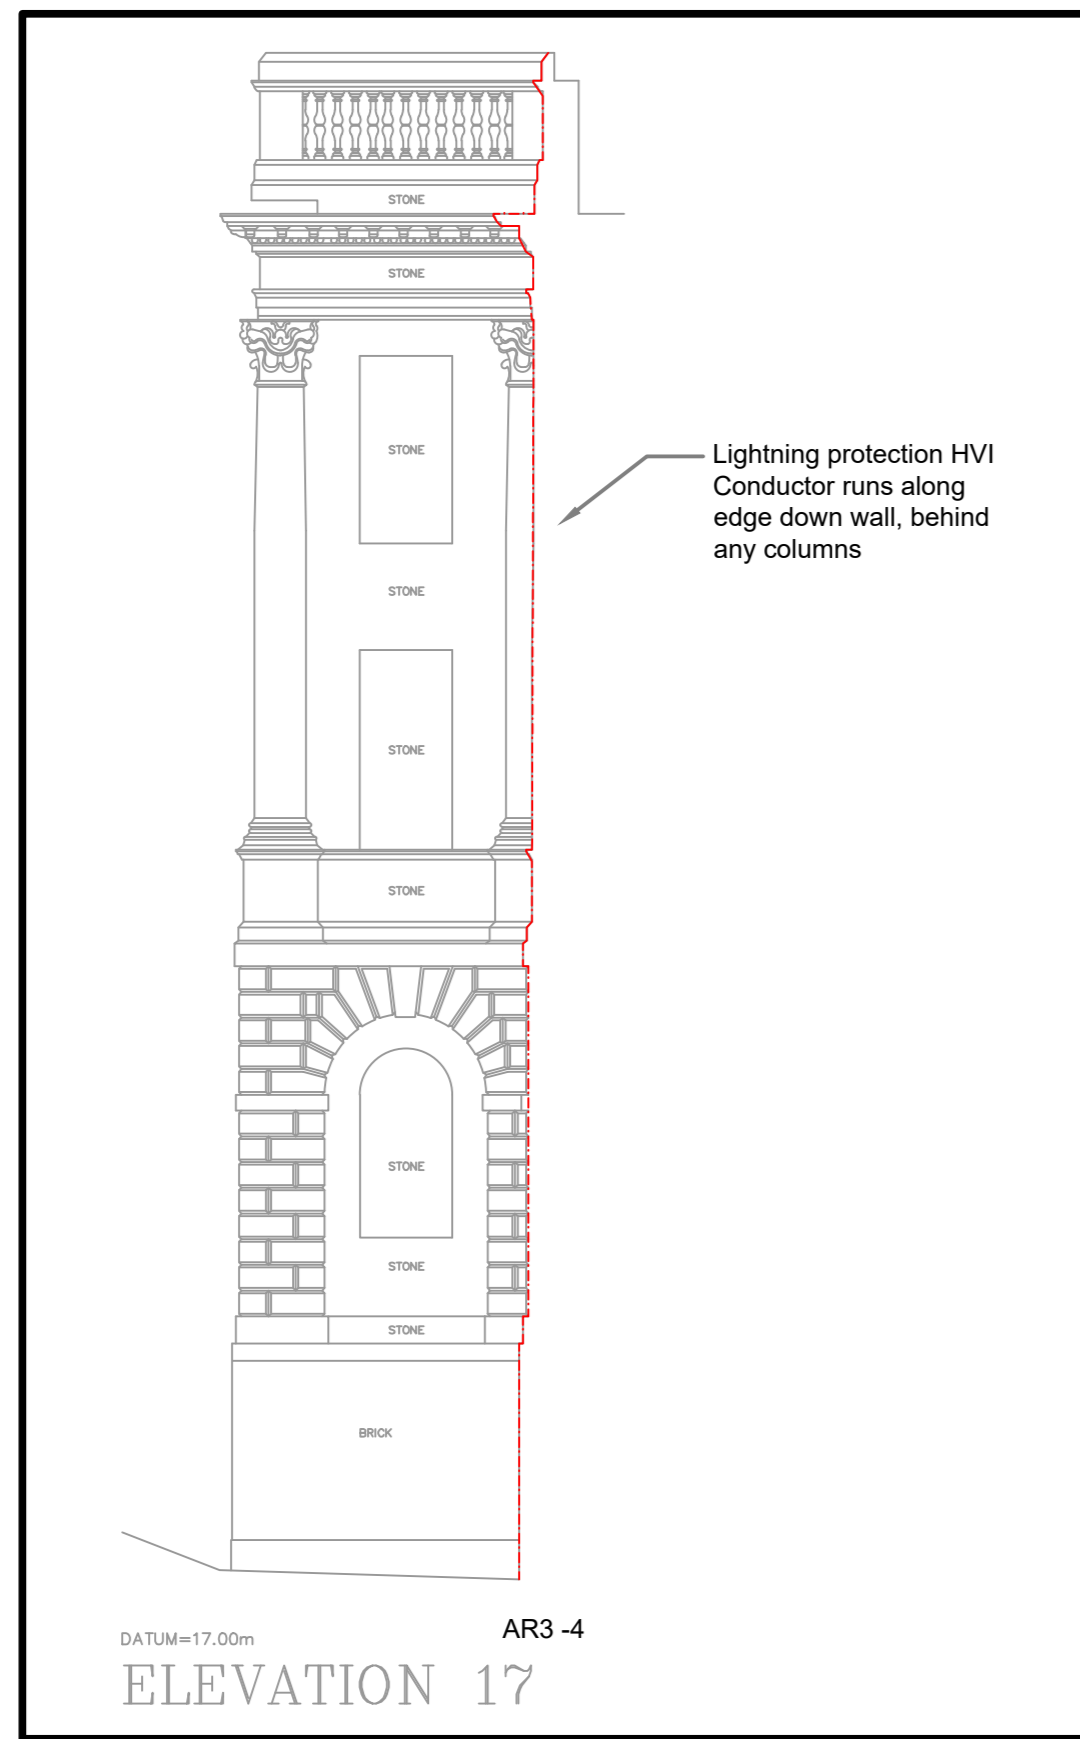 STONE
STONE
STONE
Lightning protection HVI
Conductor runs along
edge down wall, behind
any columns
STONE
STONE
STONE
STONE
STONE
STONE
BRICK
AR3 -4
DATUM=17.00m
ELEVATION 17